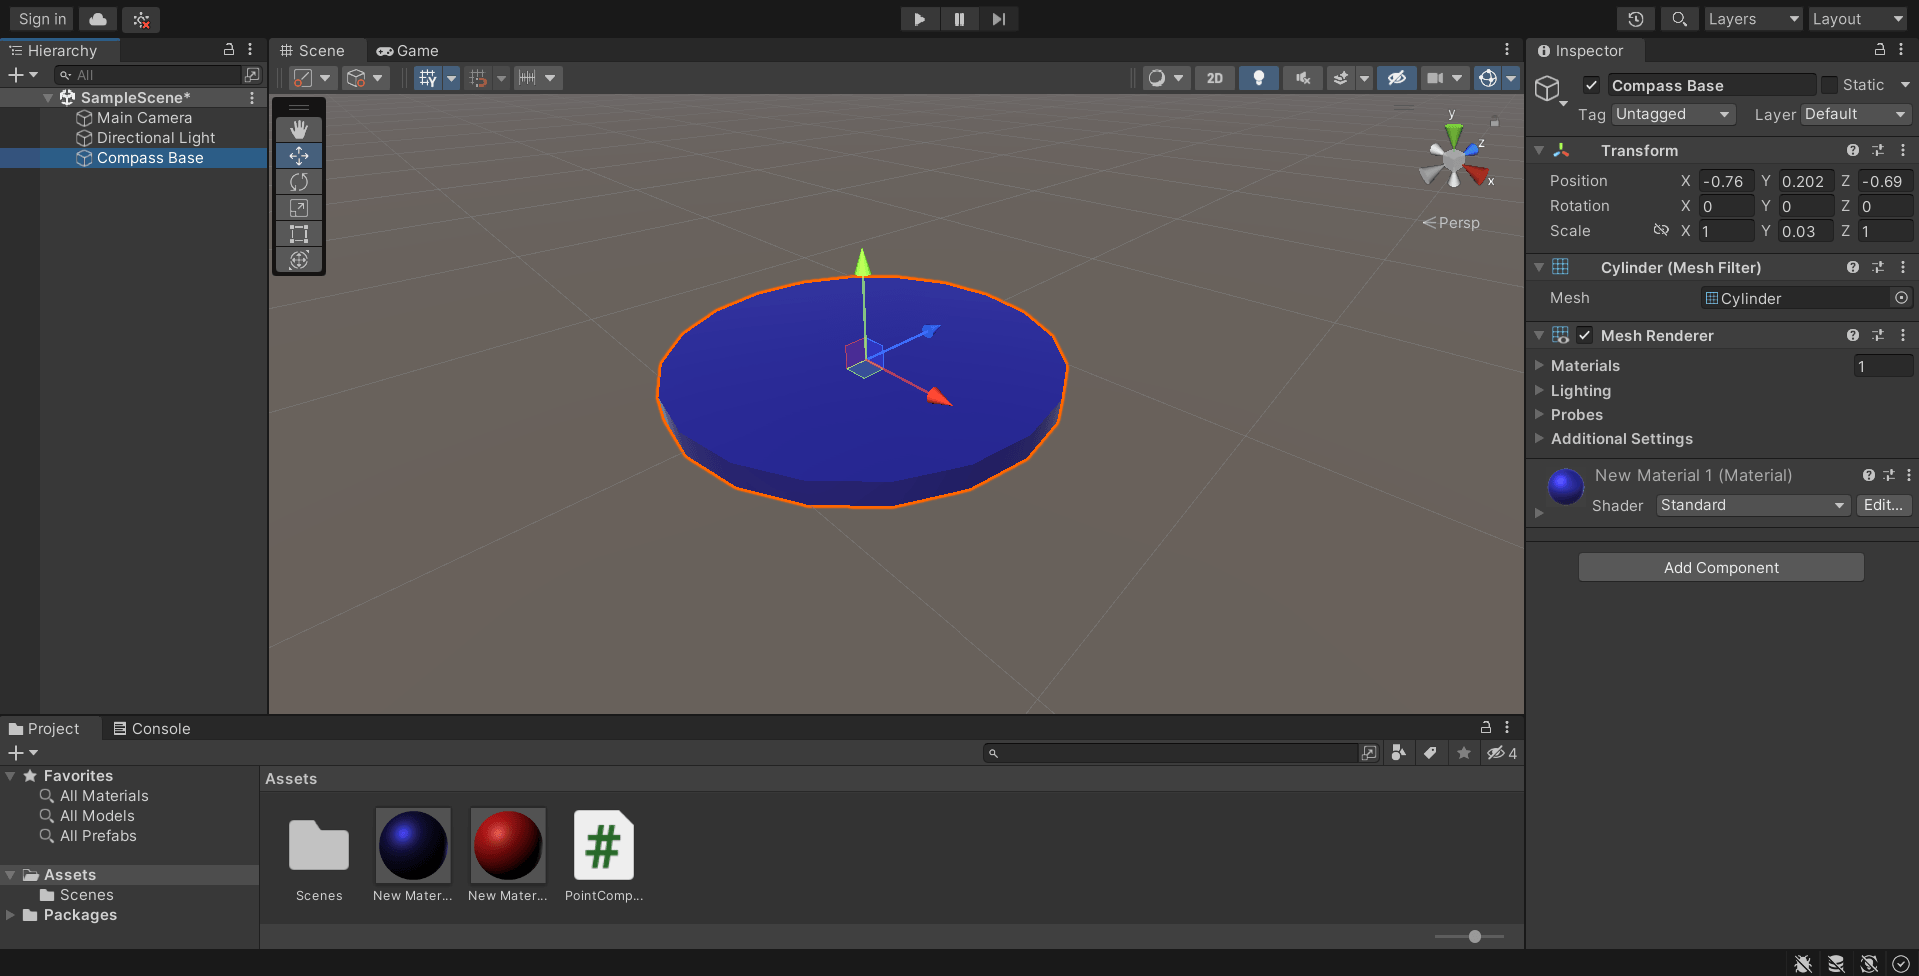 Sign in
Layers
Layout
Hierarchy
All
SampleScene*
Main Camera
Directional Light
Compass Base
Scene
Game
2D
y
z
x
Persp
Inspector
Compass Base
Static
Tag Untagged
Layer Default
Transform
Position X -0.76 Y 0.202 Z -0.69
Rotation X 0 Y 0 Z 0
Scale X 1 Y 0.03 Z 1
Cylinder (Mesh Filter)
Mesh Cylinder
Mesh Renderer
Materials 1
Lighting
Probes
Additional Settings
New Material 1 (Material)
Shader Standard Edit...
Add Component
Project
Console
4
Favorites
All Materials
All Models
All Prefabs
Assets
Scenes
Packages
Assets
Scenes
New Mater...
New Mater...
PointComp...